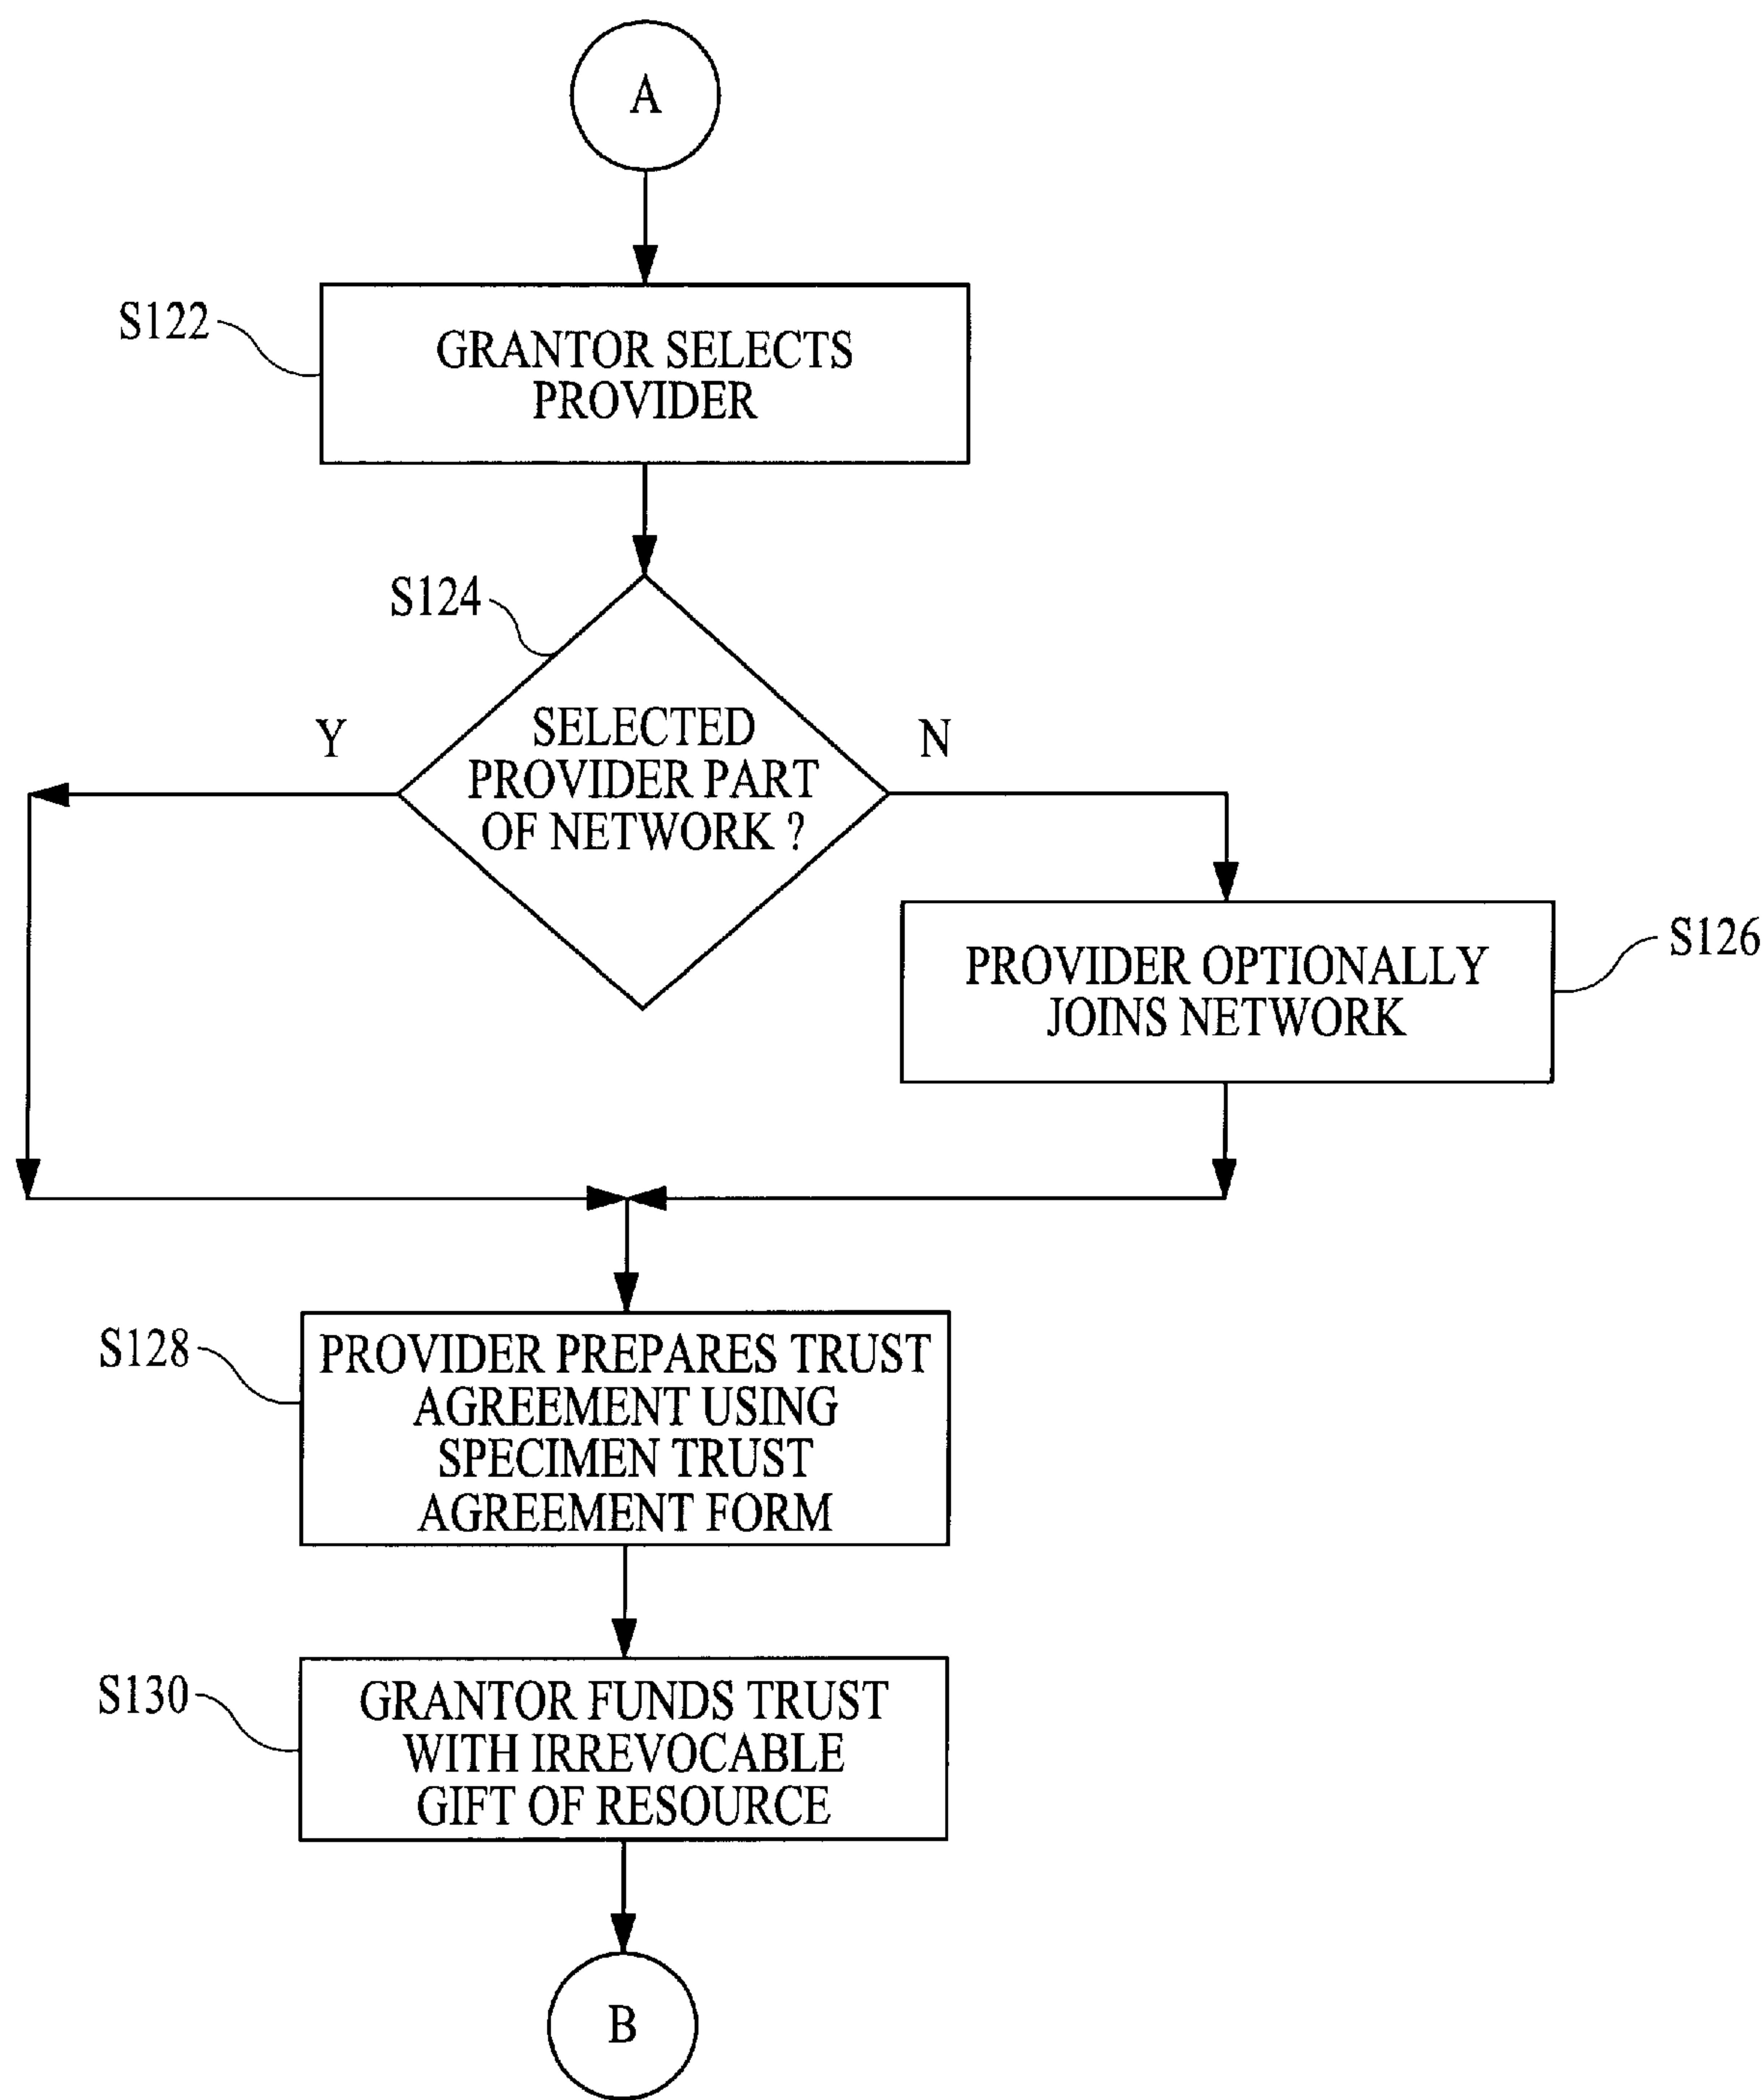 A
S122
GRANTOR SELECTS
PROVIDER
S124
Y
SELECTED
PROVIDER PART
OF NETWORK ?
N
S126
PROVIDER OPTIONALLY
JOINS NETWORK
S128
PROVIDER PREPARES TRUST
AGREEMENT USING
SPECIMEN TRUST
AGREEMENT FORM
S130
GRANTOR FUNDS TRUST
WITH IRREVOCABLE
GIFT OF RESOURCE
B